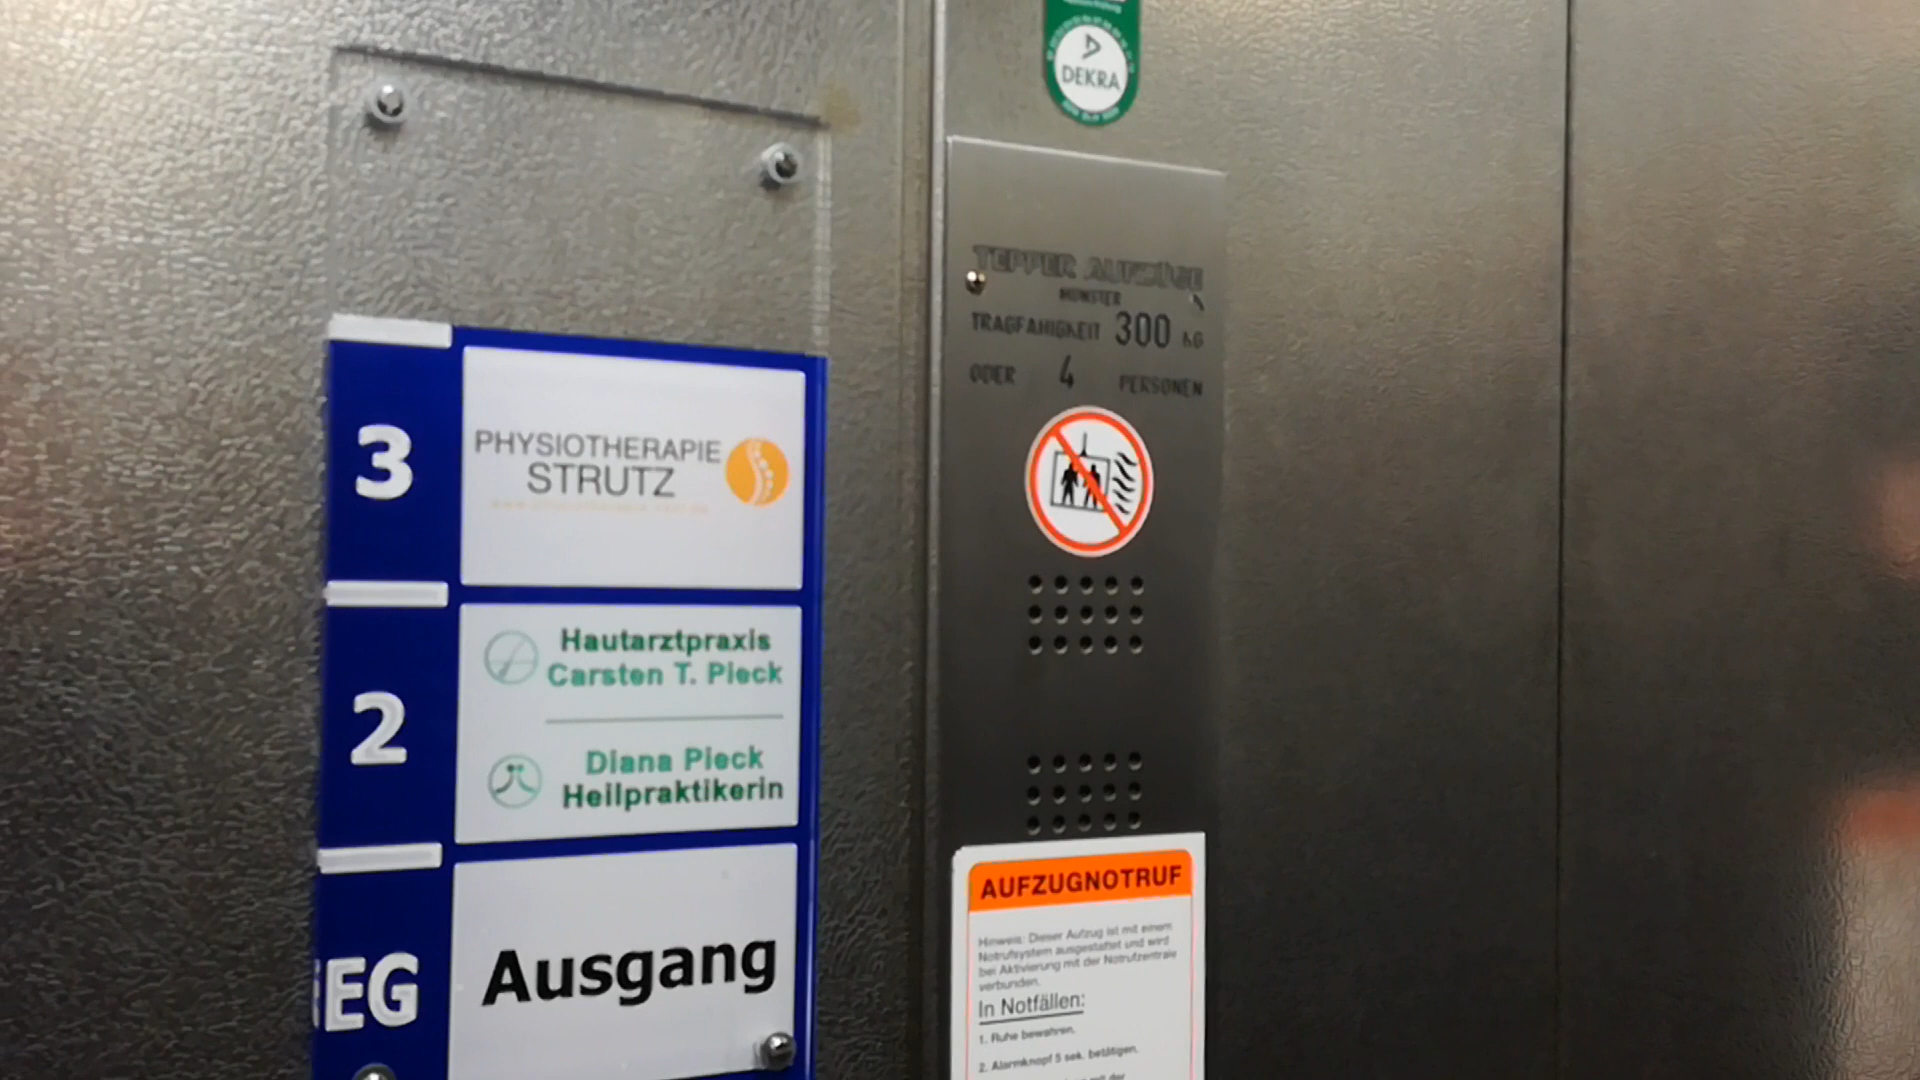 3
PHYSIOTHERAPIE
STRUTZ
2
Hautarztpraxis
Carsten T. Pieck
Diana Pieck
Heilpraktikerin
EG
Ausgang
DEKRA
TEPPER AUFZÜGE
MÜNSTER
TRAGFÄHIGKEIT 300 KG
ODER 4 PERSONEN
AUFZUGNOTRUF
Hinweis: Dieser Aufzug ist mit einem
Notrufsystem ausgestattet und wird
bei Aktivierung mit der Notrufzentrale
verbunden.
In Notfällen:
1. Ruhe bewahren.
2. Alarmknopf 5 sek. betätigen.